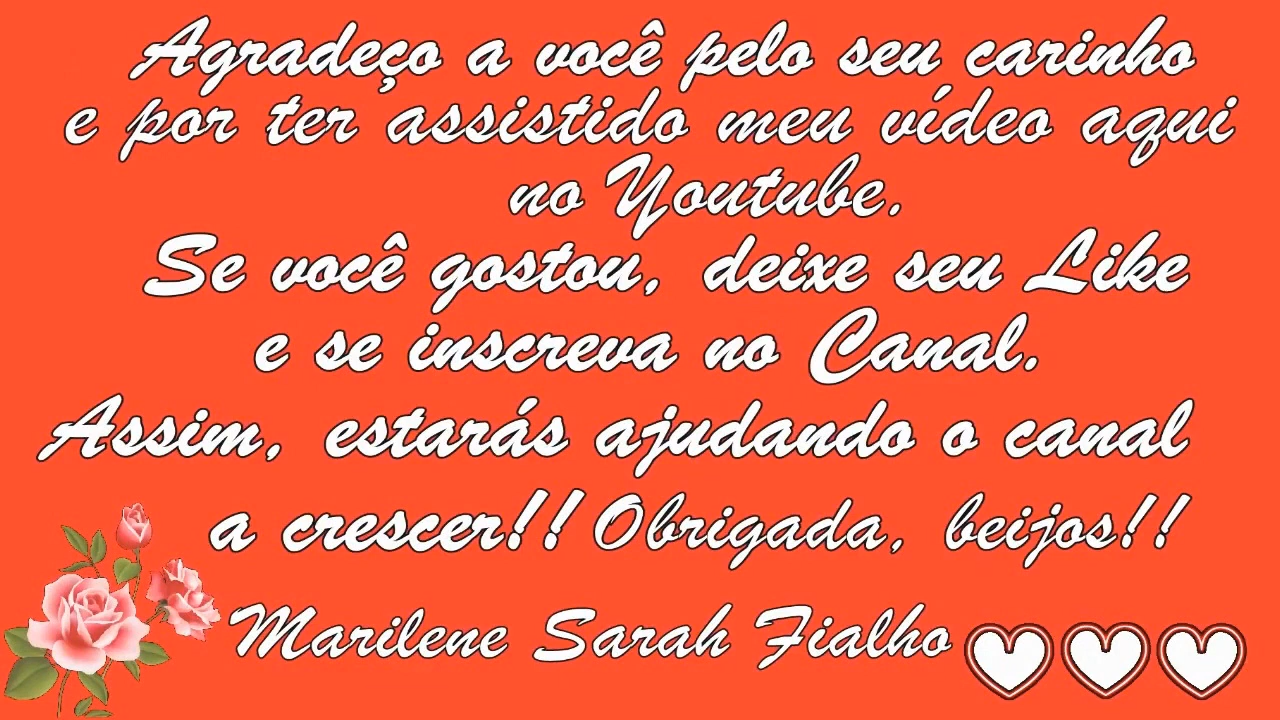 Agradeço a você pelo seu carinho
e por ter assistido meu vídeo aqui
no Youtube.
Se você gostou, deixe seu Like
e se inscreva no Canal.
Assim, estarás ajudando o canal
a crescer!! Obrigada, beijos!!
Marilene Sarah Fialho